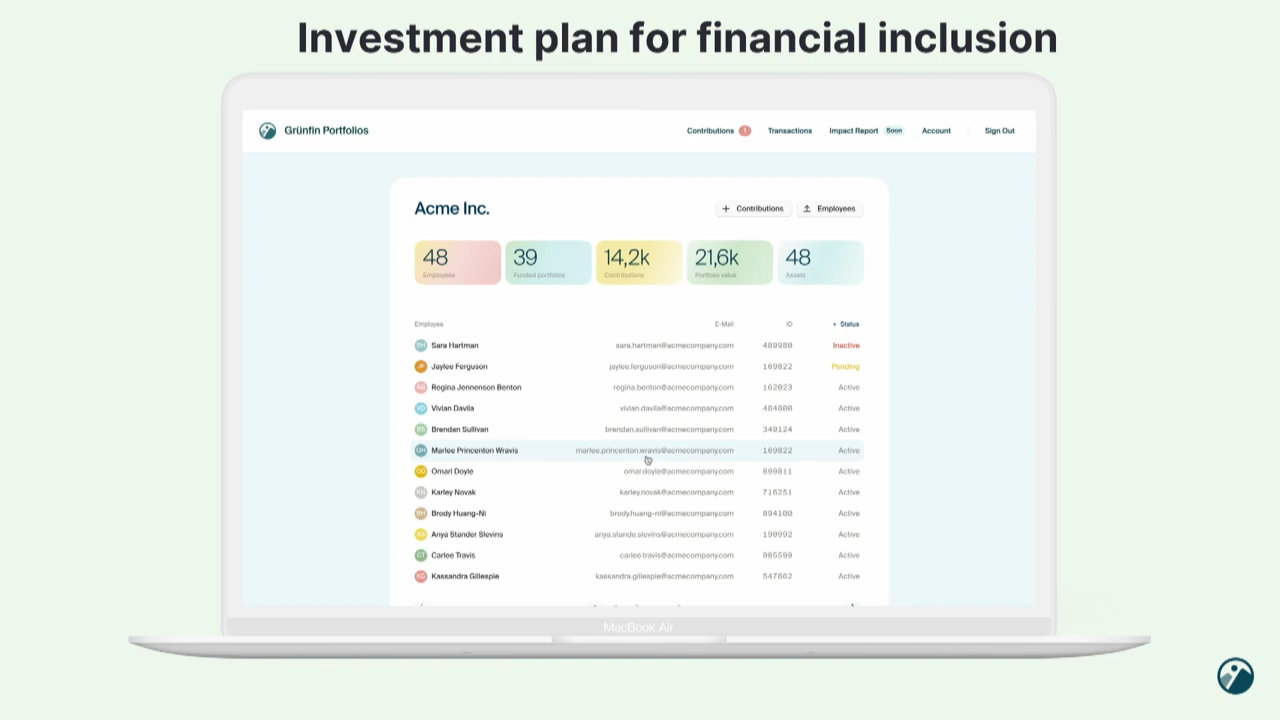 Investment plan for financial inclusion
Grünfin Portfolios
Contributions 1 Transactions Impact Report Soon Account Sign Out
Acme Inc.
+ Contributions Employees
48 39 14,2k 21,6k 48
Employees Funded portfolios Contributions Portfolio value Assets
Employee E-Mail ID Status
Sara Hartman sara.hartman@acmecompany.com 489980 Inactive
Jaylee Ferguson jaylee.ferguson@acmecompany.com 169822 Pending
Regina Jennenson Benton regina.benton@acmecompany.com 162023 Active
VD Vivian Davila vivian.davila@acmecompany.com 484800 Active
Brendan Sullivan brendan.sullivan@acmecompany.com 349124 Active
Marlee Princenton Wravis marlee.princenton.wravis@acmecompany.com 169822 Active
OD Omari Doyle omar.doyle@acmecompany.com 899811 Active
Karley Novak karley.novak@acmecompany.com 716251 Active
BH Brody Huang-Ni brody.huang-ni@acmecompany.com 894100 Active
Anya Stander Slevins anya.stande.slevins@acmecompany.com 190992 Active
CT Carlee Travis carlee.travis@acmecompany.com 985599 Active
KG Kassandra Gillespie kassandra.gillespie@acmecompany.com 547862 Active
MacBook Air